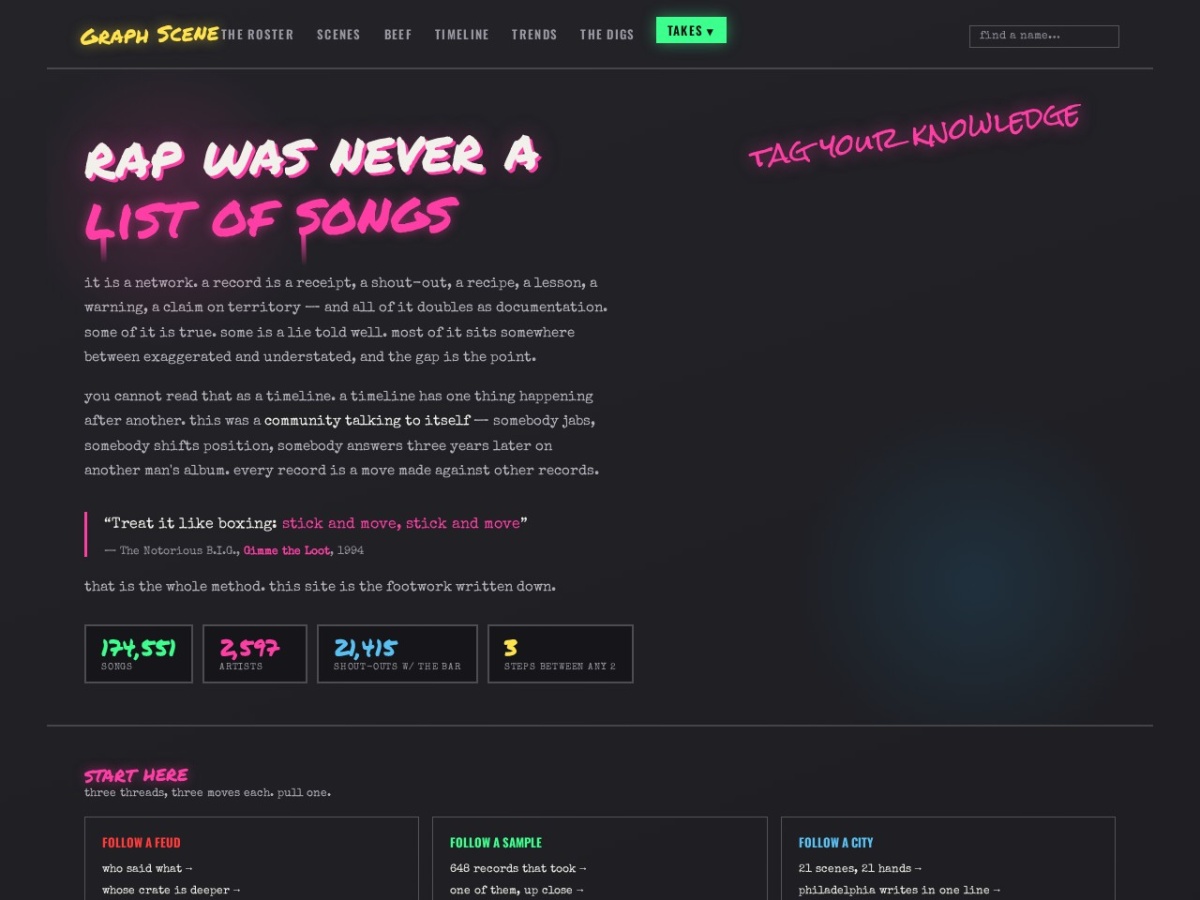 GRAPH SCENE THE ROSTER SCENES BEEF TIMELINE TRENDS THE DIGS TAKES ▾ find a name...
TAG YOUR KNOWLEDGE
RAP WAS NEVER A
LIST OF SONGS
it is a network. a record is a receipt, a shout-out, a recipe, a lesson, a
warning, a claim on territory — and all of it doubles as documentation.
some of it is true. some is a lie told well. most of it sits somewhere
between exaggerated and understated, and the gap is the point.
you cannot read that as a timeline. a timeline has one thing happening
after another. this was a community talking to itself — somebody jabs,
somebody shifts position, somebody answers three years later on
another man's album. every record is a move made against other records.
“Treat it like boxing: stick and move, stick and move”
— The Notorious B.I.G., Gimme the Loot, 1994
that is the whole method. this site is the footwork written down.
174,551 2,597 21,415 3
SONGS ARTISTS SHOUT-OUTS W/ THE BAR STEPS BETWEEN ANY 2
START HERE
three threads, three moves each. pull one.
FOLLOW A FEUD FOLLOW A SAMPLE FOLLOW A CITY
who said what → 648 records that took → 21 scenes, 21 hands →
whose crate is deeper → one of them, up close → philadelphia writes in one line →